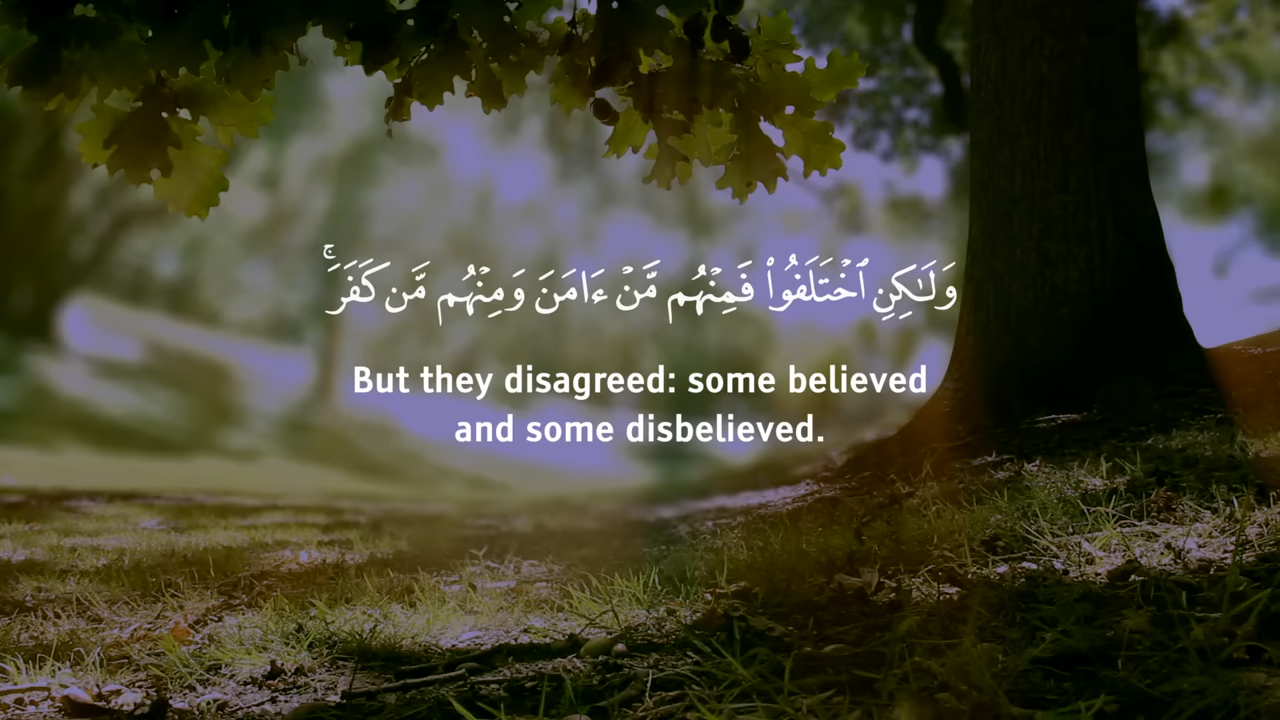 وَلَـٰكِنِ ٱخْتَلَفُوا۟ فَمِنْهُم مَّنْ ءَامَنَ وَمِنْهُم مَّن كَفَرَ ۚ
But they disagreed: some believed
and some disbelieved.